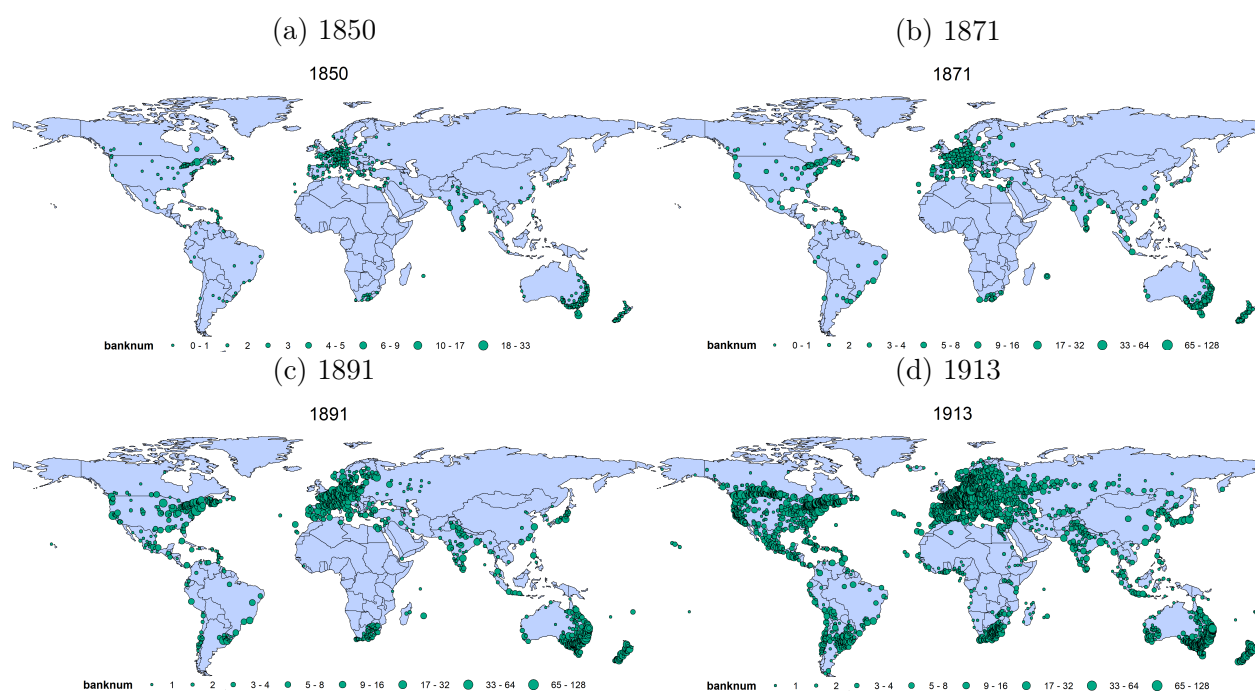 (a) 1850
(b) 1871
1850
1871
banknum 0 - 1 2 3 4 - 5 6 - 9 10 - 17 18 - 33
banknum 0 - 1 2 3 - 4 5 - 8 9 - 16 17 - 32 33 - 64 65 - 128
(c) 1891
(d) 1913
1891
1913
banknum 1 2 3 - 4 5 - 8 9 - 16 17 - 32 33 - 64 65 - 128
banknum 1 2 3 - 4 5 - 8 9 - 16 17 - 32 33 - 64 65 - 128